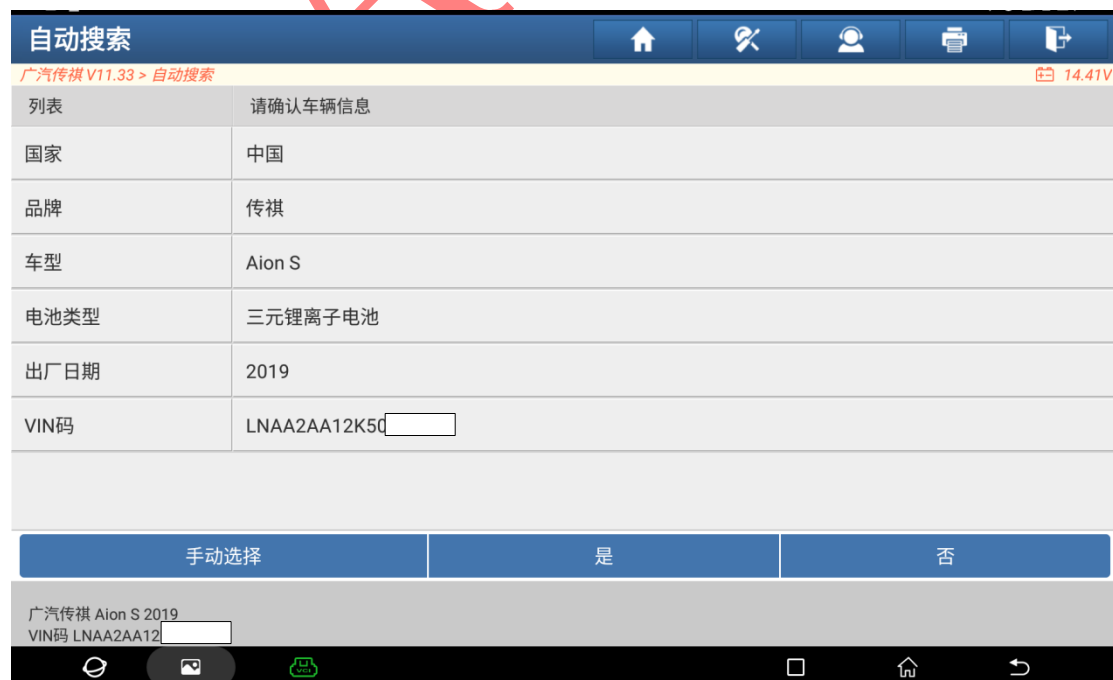 自动搜索
广汽传祺 V11.33 > 自动搜索
14.41V
列表 请确认车辆信息
国家 中国
品牌 传祺
车型 Aion S
电池类型 三元锂离子电池
出厂日期 2019
VIN码 LNAA2AA12K50
手动选择 是 否
广汽传祺 Aion S 2019
VIN码 LNAA2AA12
VCI